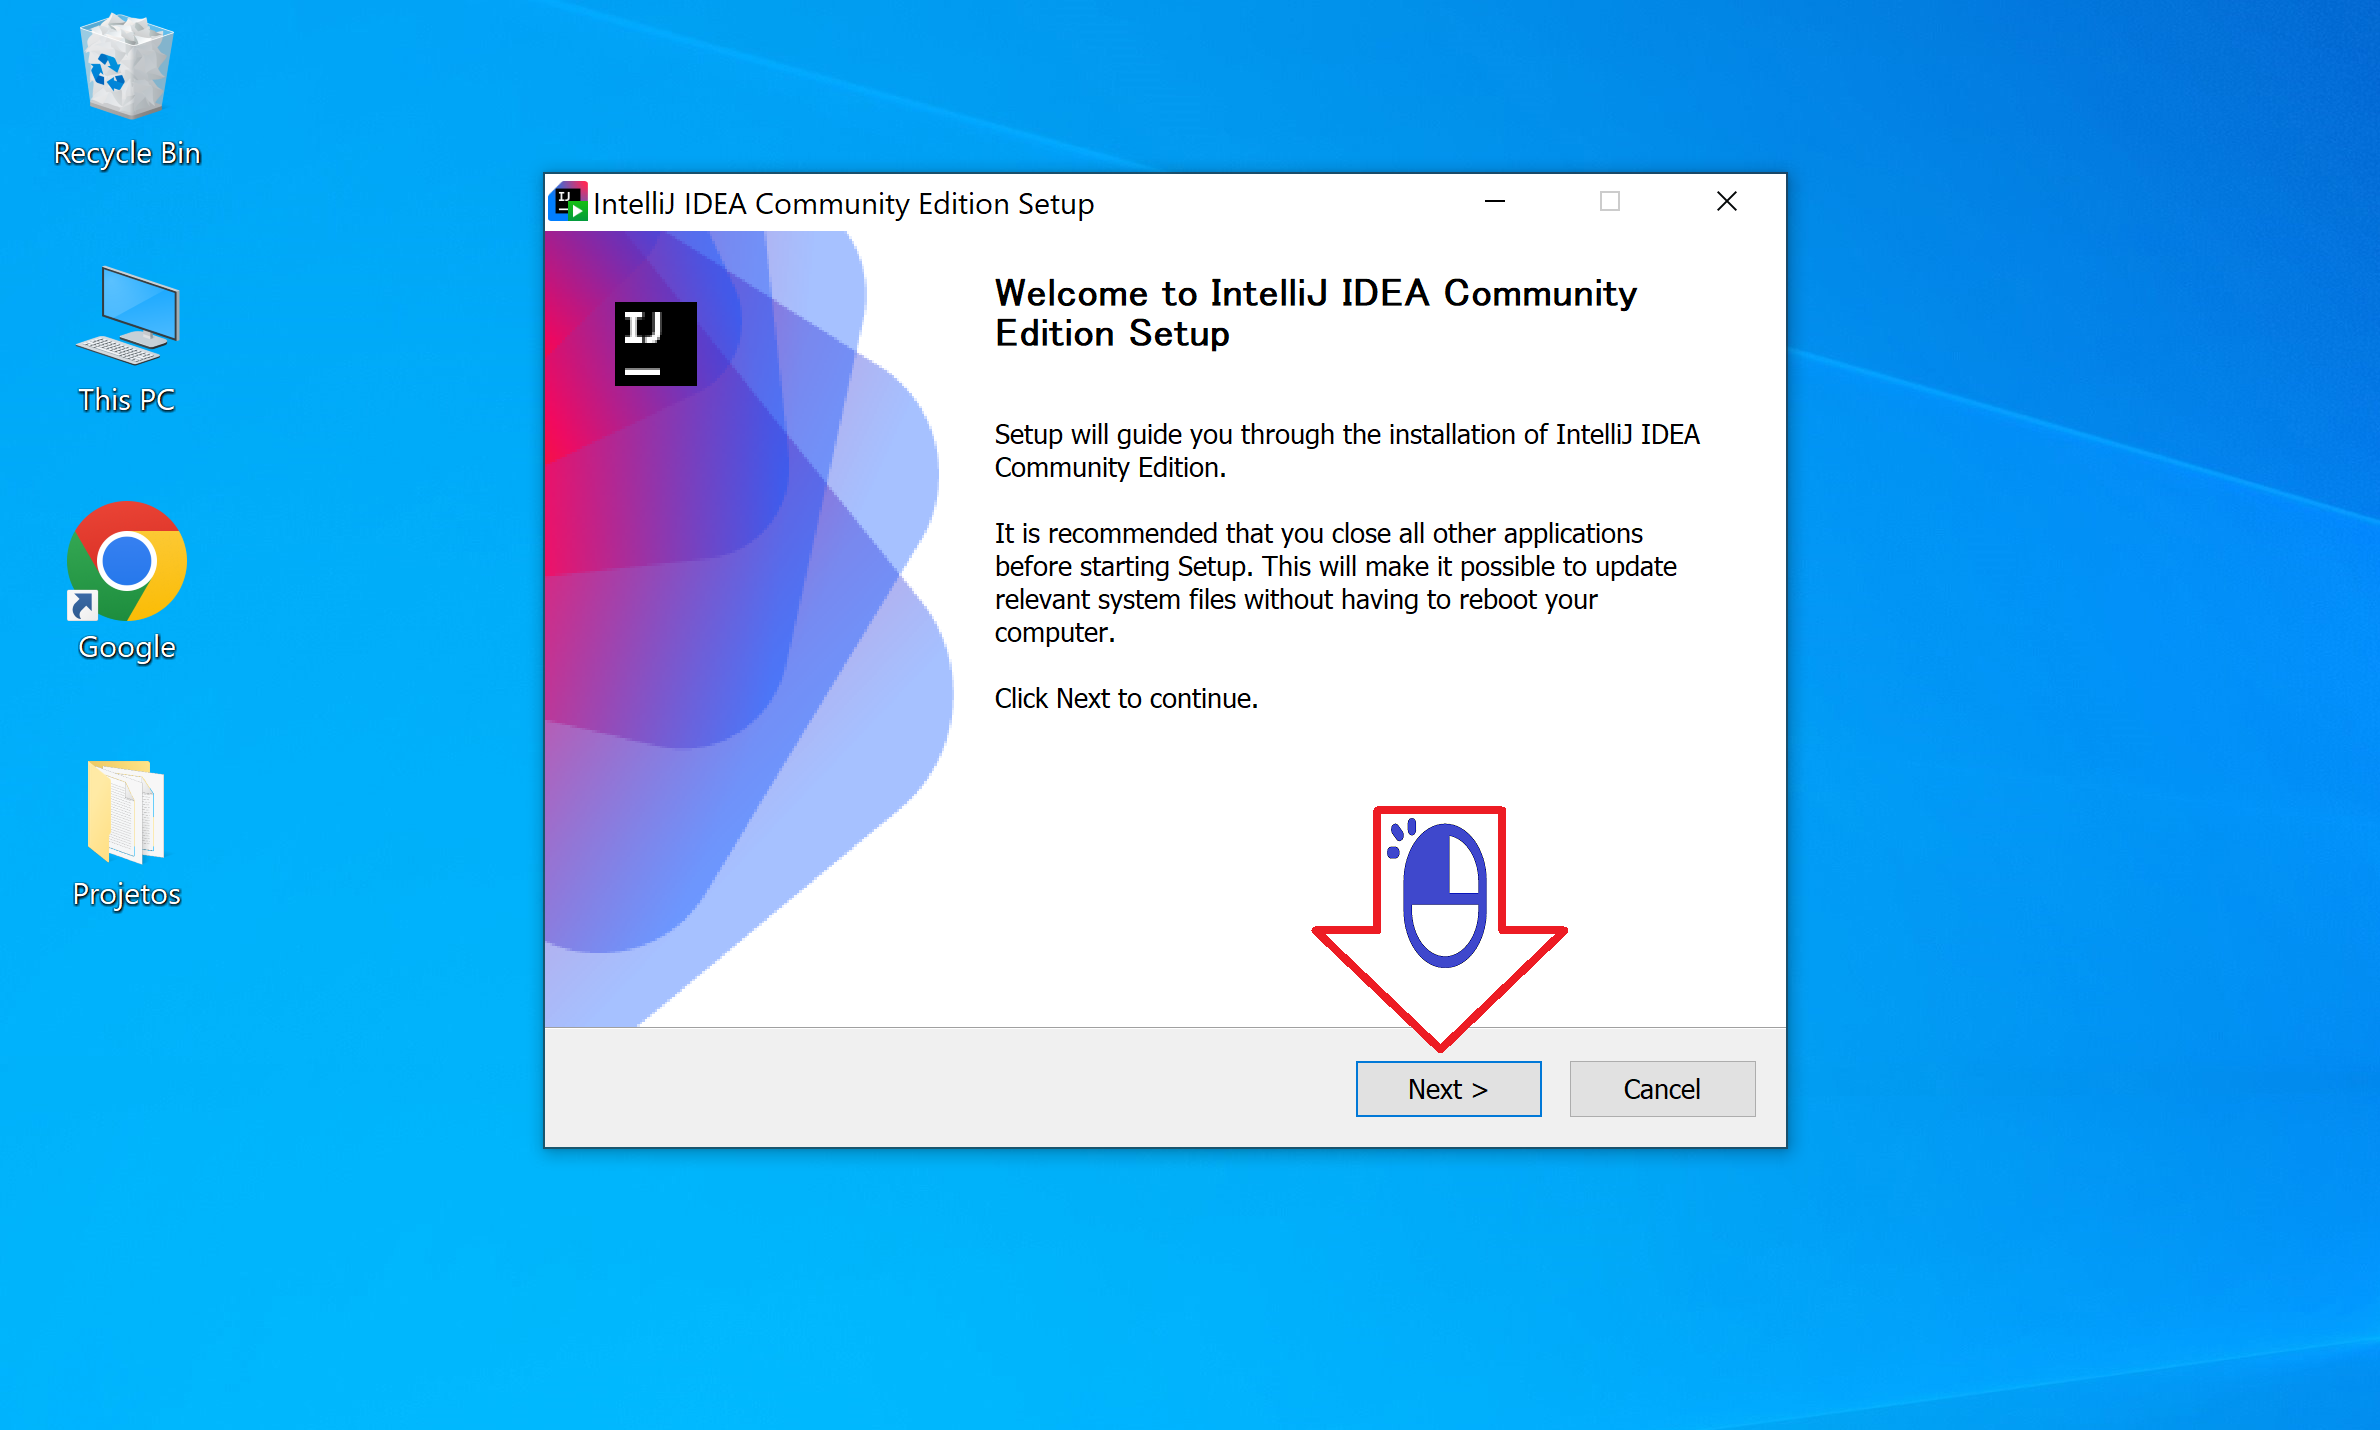 Recycle Bin
This PC
Google
Projetos
IntelliJ IDEA Community Edition Setup
IJ
Welcome to IntelliJ IDEA Community
Edition Setup
Setup will guide you through the installation of IntelliJ IDEA
Community Edition.
It is recommended that you close all other applications
before starting Setup. This will make it possible to update
relevant system files without having to reboot your
computer.
Click Next to continue.
Next >
Cancel